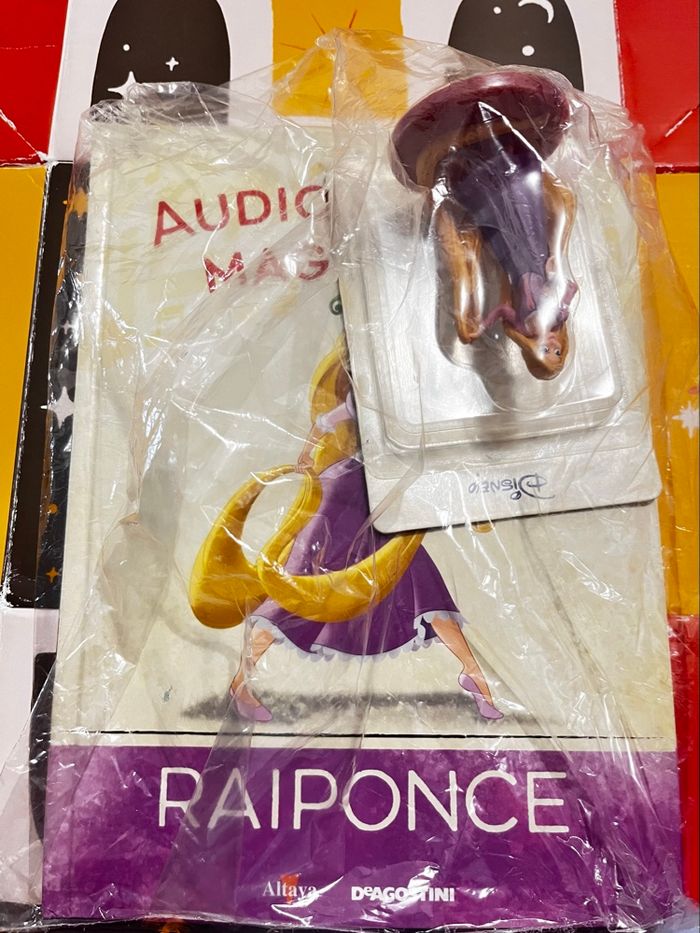 AUDIO
MAG
Disney
RAIPONCE
Altaya
DeAGOSTINI